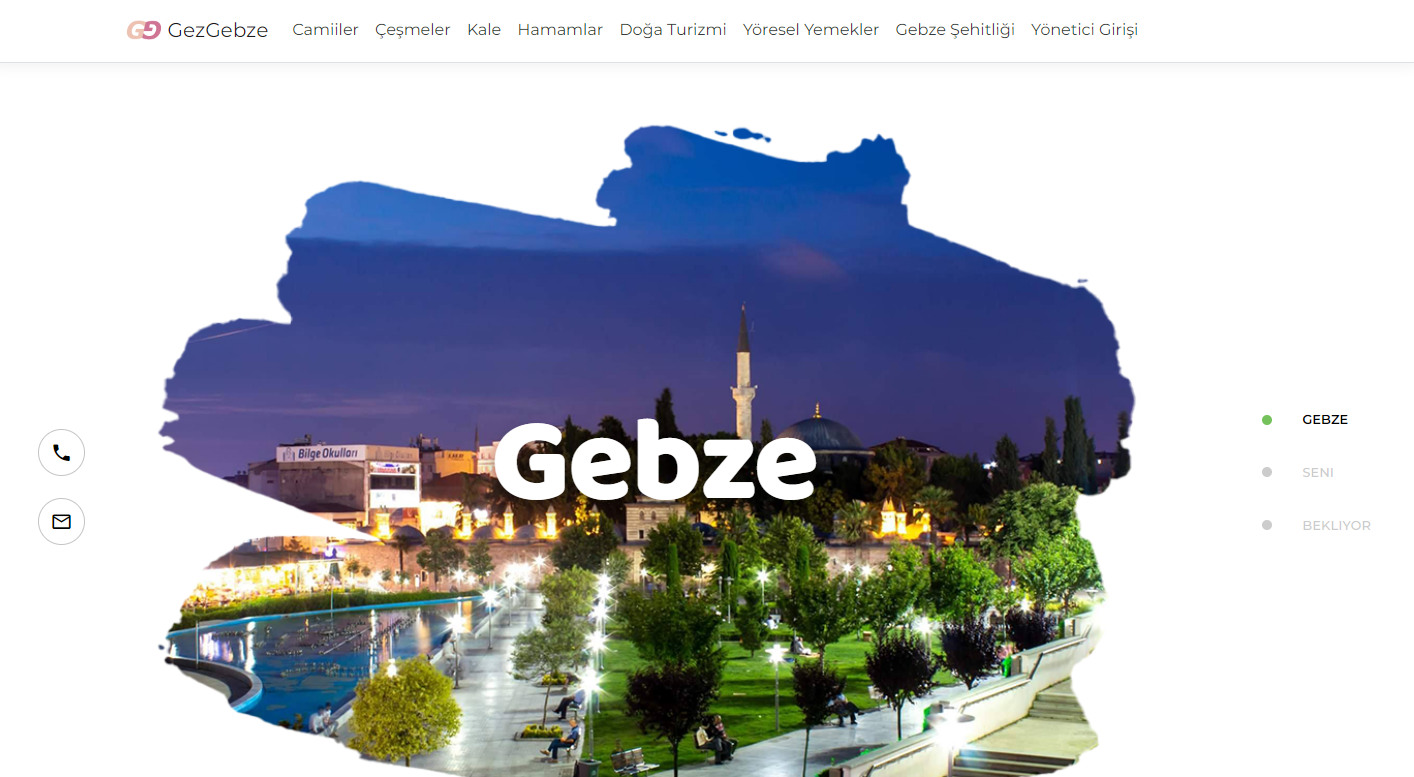 GG GezGebze Camiiler Çeşmeler Kale Hamamlar Doğa Turizmi Yöresel Yemekler Gebze Şehitliği Yönetici Girişi
Bilge Okulları
Gebze
GEBZE
SENI
BEKLIYOR